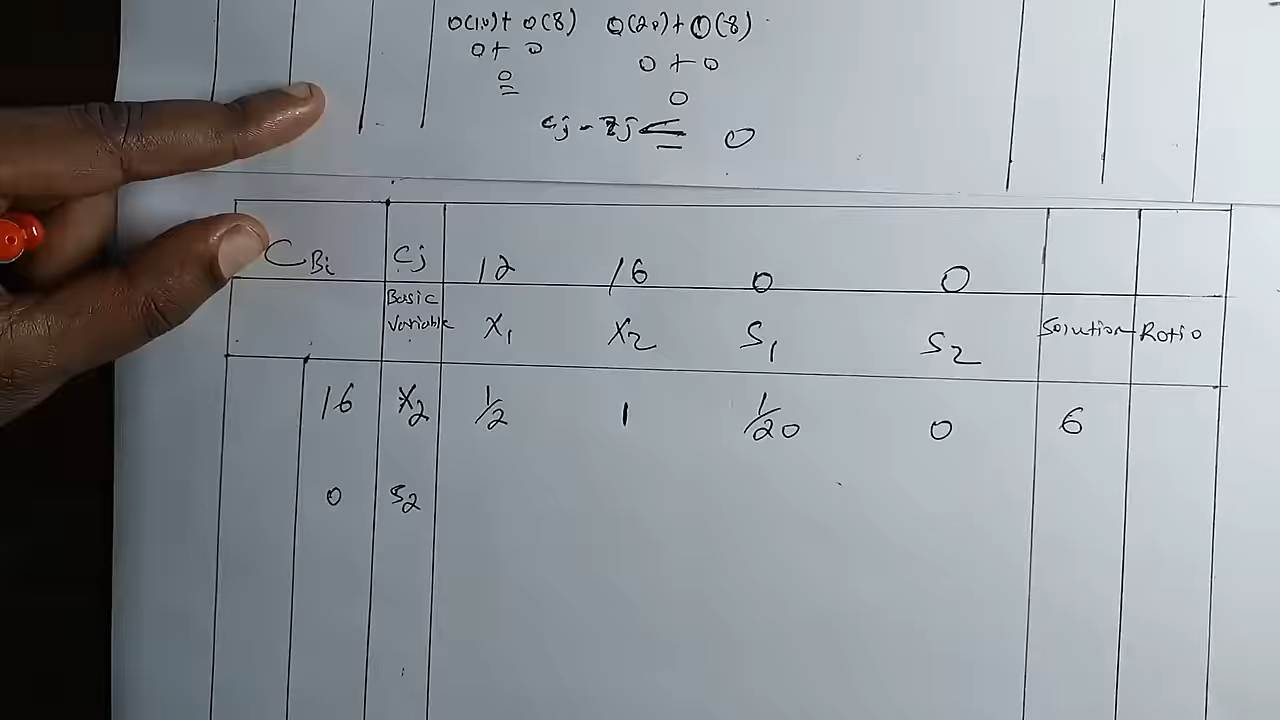 0(10)+ 0(8) 0(20)+0(8)
0+ 0 0 + 0
0 0
Cj - Zj ≤ 0
CBi Cj 12 16 0 0
Basic Variable X1 X2 S1 S2 Solution Ratio
16 X2 1/2 1 1/20 0 6
0 S2